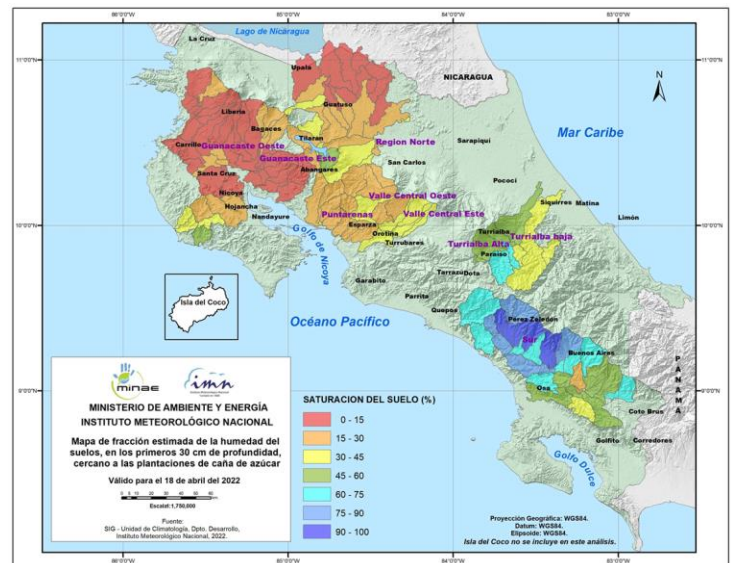 Lago de Nicáragua
86°0'0"W
85°0'0"W
84°0'0"W
83°0'0"W
La Cruz
11°0'0"N
11°0'0"N
Upala
NICARAGUA
N
Guatuso
Liberia
Bagaces
Mar Caribe
Tilaran
Carrillo
Guanacaste Oeste
Region Norte
Sarapiquí
Guanacaste Este
San Carlos
Abangares
Santa Cruz
Pococí
Nicoya
Valle Central Oeste
Siquirres
Matina
Hojancha
Puntarenas
Valle Central Este
Limón
Nandayure
Esparza
10°0'0"N
10°0'0"N
Orotina
Turrialba
Turrialba baja
Golfo de Nicoya
Turrubares
Turrialba Alta
Paraíso
Tarrazú
Dota
Garabito
Isla del Coco
Parrita
Quepos
Océano Pacífico
Pérez Zeledón
Sur
Buenos Aires
PANAMÁ
Osa
9°0'0"N
9°0'0"N
Coto Brus
Golfito
Corredores
Golfo Dulce
minae
imn
MINISTERIO DE AMBIENTE Y ENERGÍA
INSTITUTO METEOROLÓGICO NACIONAL
Mapa de fracción estimada de la humedad del
suelos, en los primeros 30 cm de profundidad,
cercano a las plantaciones de caña de azúcar
Válido para el 18 de abril del 2022
Escalot:1,750,000
Fuente:
SIG - Unidad de Climatología, Dpto. Desarrollo,
Instituto Meteorológico Nacional, 2022.
SATURACION DEL SUELO (%)
0 - 15
15 - 30
30 - 45
45 - 60
60 - 75
75 - 90
90 - 100
Proyección Geográfica: WGS84.
Datum: WGS84.
Elipsoide: WGS84.
Isla del Coco no se incluye en este análisis.
86°0'0"W
85°0'0"W
84°0'0"W
83°0'0"W